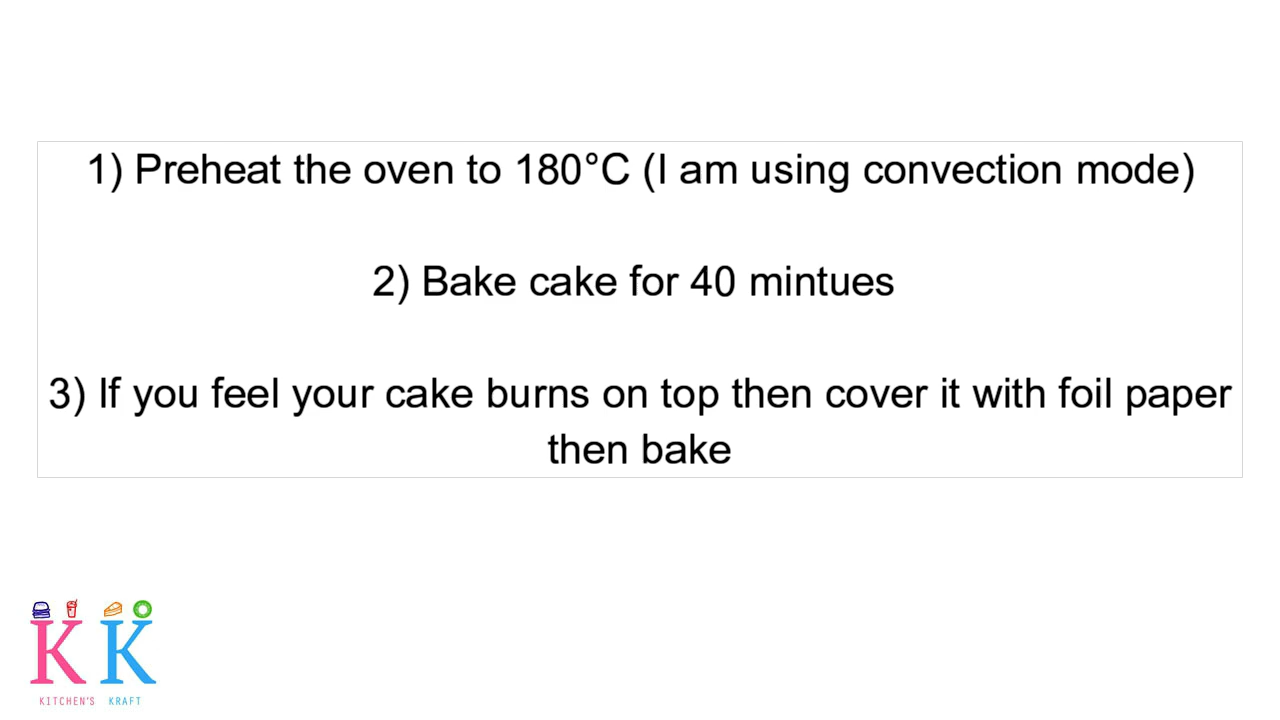 1) Preheat the oven to 180°C (I am using convection mode)
2) Bake cake for 40 mintues
3) If you feel your cake burns on top then cover it with foil paper
then bake
K K
KITCHEN'S KRAFT